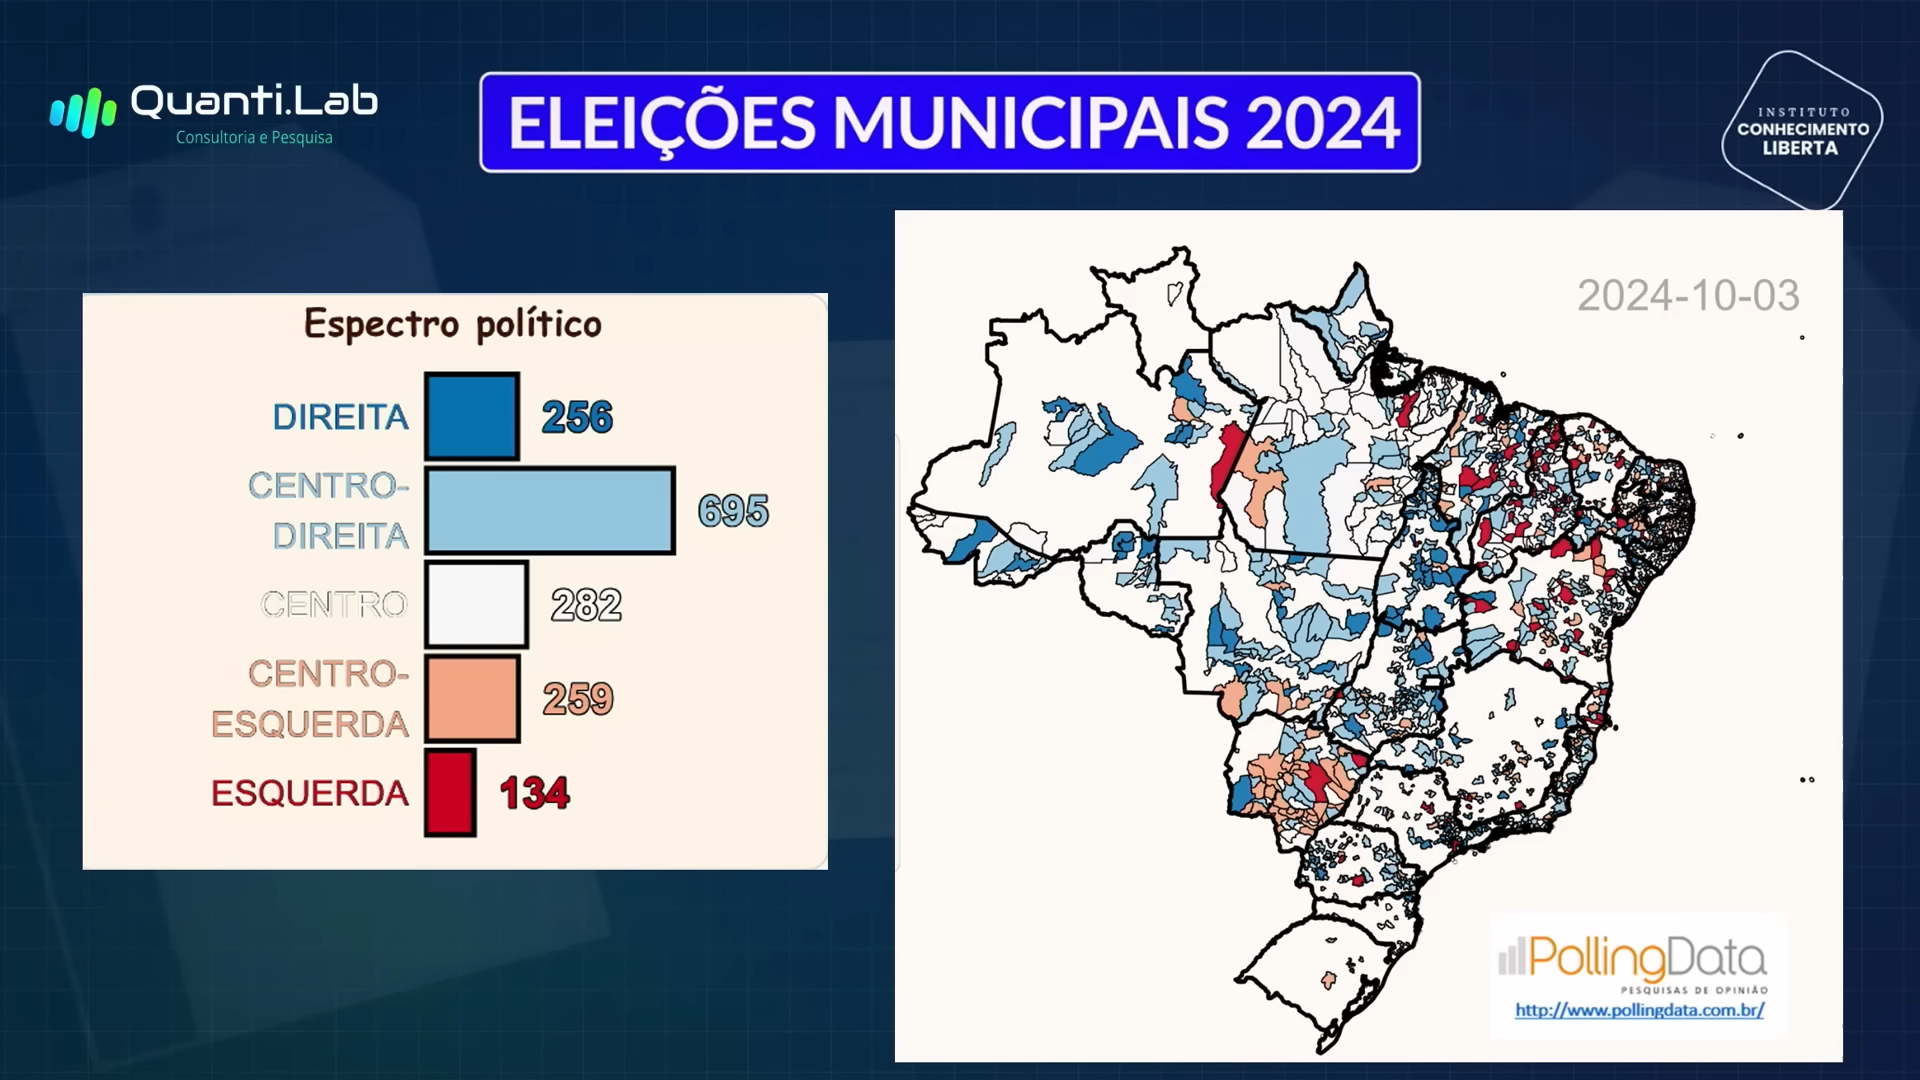 Quanti.Lab
Consultoria e Pesquisa
ELEIÇÕES MUNICIPAIS 2024
INSTITUTO
CONHECIMENTO
LIBERTA
Espectro político
DIREITA 256
CENTRO-
DIREITA
695
CENTRO 282
CENTRO-
ESQUERDA
259
ESQUERDA 134
2024-10-03
PollingData
PESQUISAS DE OPINIÃO
http://www.pollingdata.com.br/